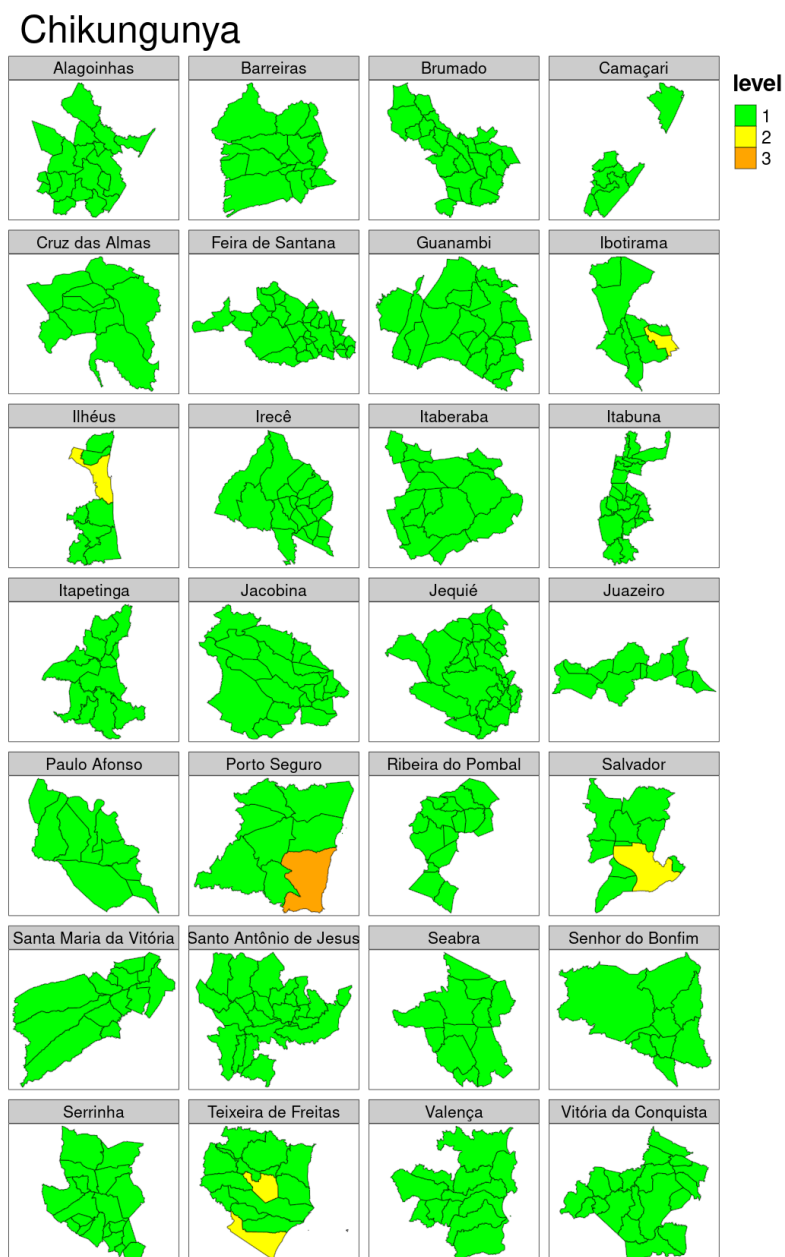 Chikungunya
Alagoinhas
Barreiras
Brumado
Camaçari
level
1
2
3
Cruz das Almas
Feira de Santana
Guanambi
Ibotirama
Ilhéus
Irecê
Itaberaba
Itabuna
Itapetinga
Jacobina
Jequié
Juazeiro
Paulo Afonso
Porto Seguro
Ribeira do Pombal
Salvador
Santa Maria da Vitória
Santo Antônio de Jesus
Seabra
Senhor do Bonfim
Serrinha
Teixeira de Freitas
Valença
Vitória da Conquista